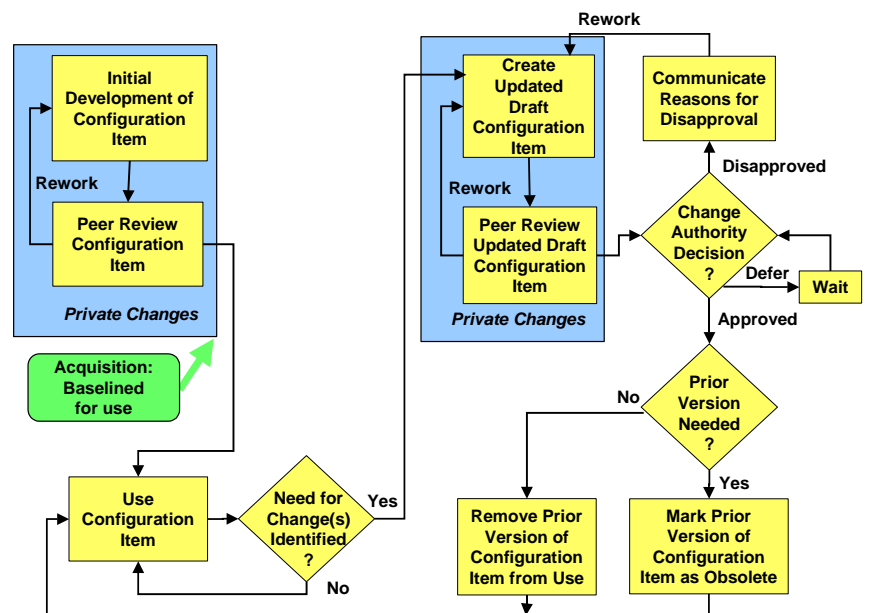 Initial
Development of
Configuration
Item
Rework
Peer Review
Configuration
Item
Private Changes
Acquisition:
Baselined
for use
Use
Configuration
Item
Need for
Change(s)
Identified
?
Yes
No
Rework
Create
Updated
Draft
Configuration
Item
Rework
Peer Review
Updated Draft
Configuration
Item
Private Changes
Communicate
Reasons for
Disapproval
Disapproved
Change
Authority
Decision
?
Defer
Wait
Approved
Prior
Version
Needed
?
No
Yes
Remove Prior
Version of
Configuration
Item from Use
Mark Prior
Version of
Configuration
Item as Obsolete